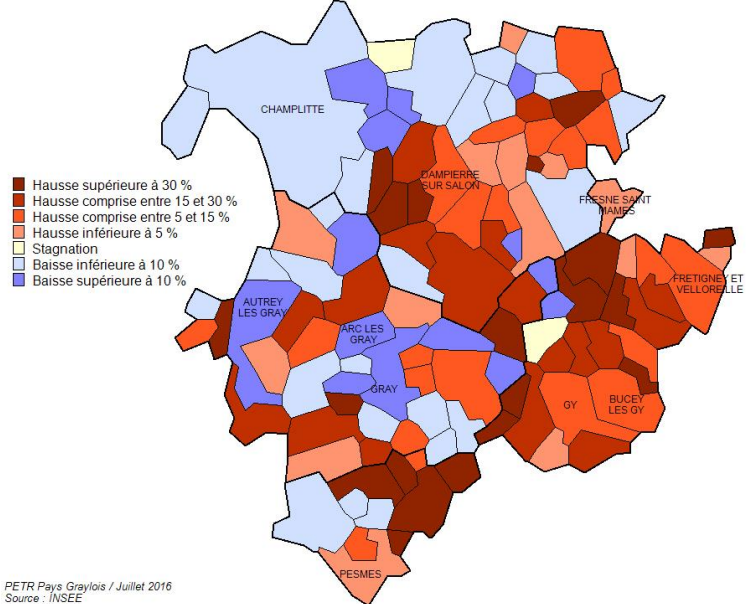 CHAMPLITTE
DAMPIERRE
SUR SALON
Hausse supérieure à 30 %
Hausse comprise entre 15 et 30 %
Hausse comprise entre 5 et 15 %
Hausse inférieure à 5 %
Stagnation
Baisse inférieure à 10 %
Baisse supérieure à 10 %
FRESNE SAINT
MAMES
FRETIGNEY ET
VELLOREILLE
AUTREY
LES GRAY
ARC LES
GRAY
GRAY
GY
BUCEY
LES GY
PESMES
PETR Pays Graylois / Juillet 2016
Source : INSEE